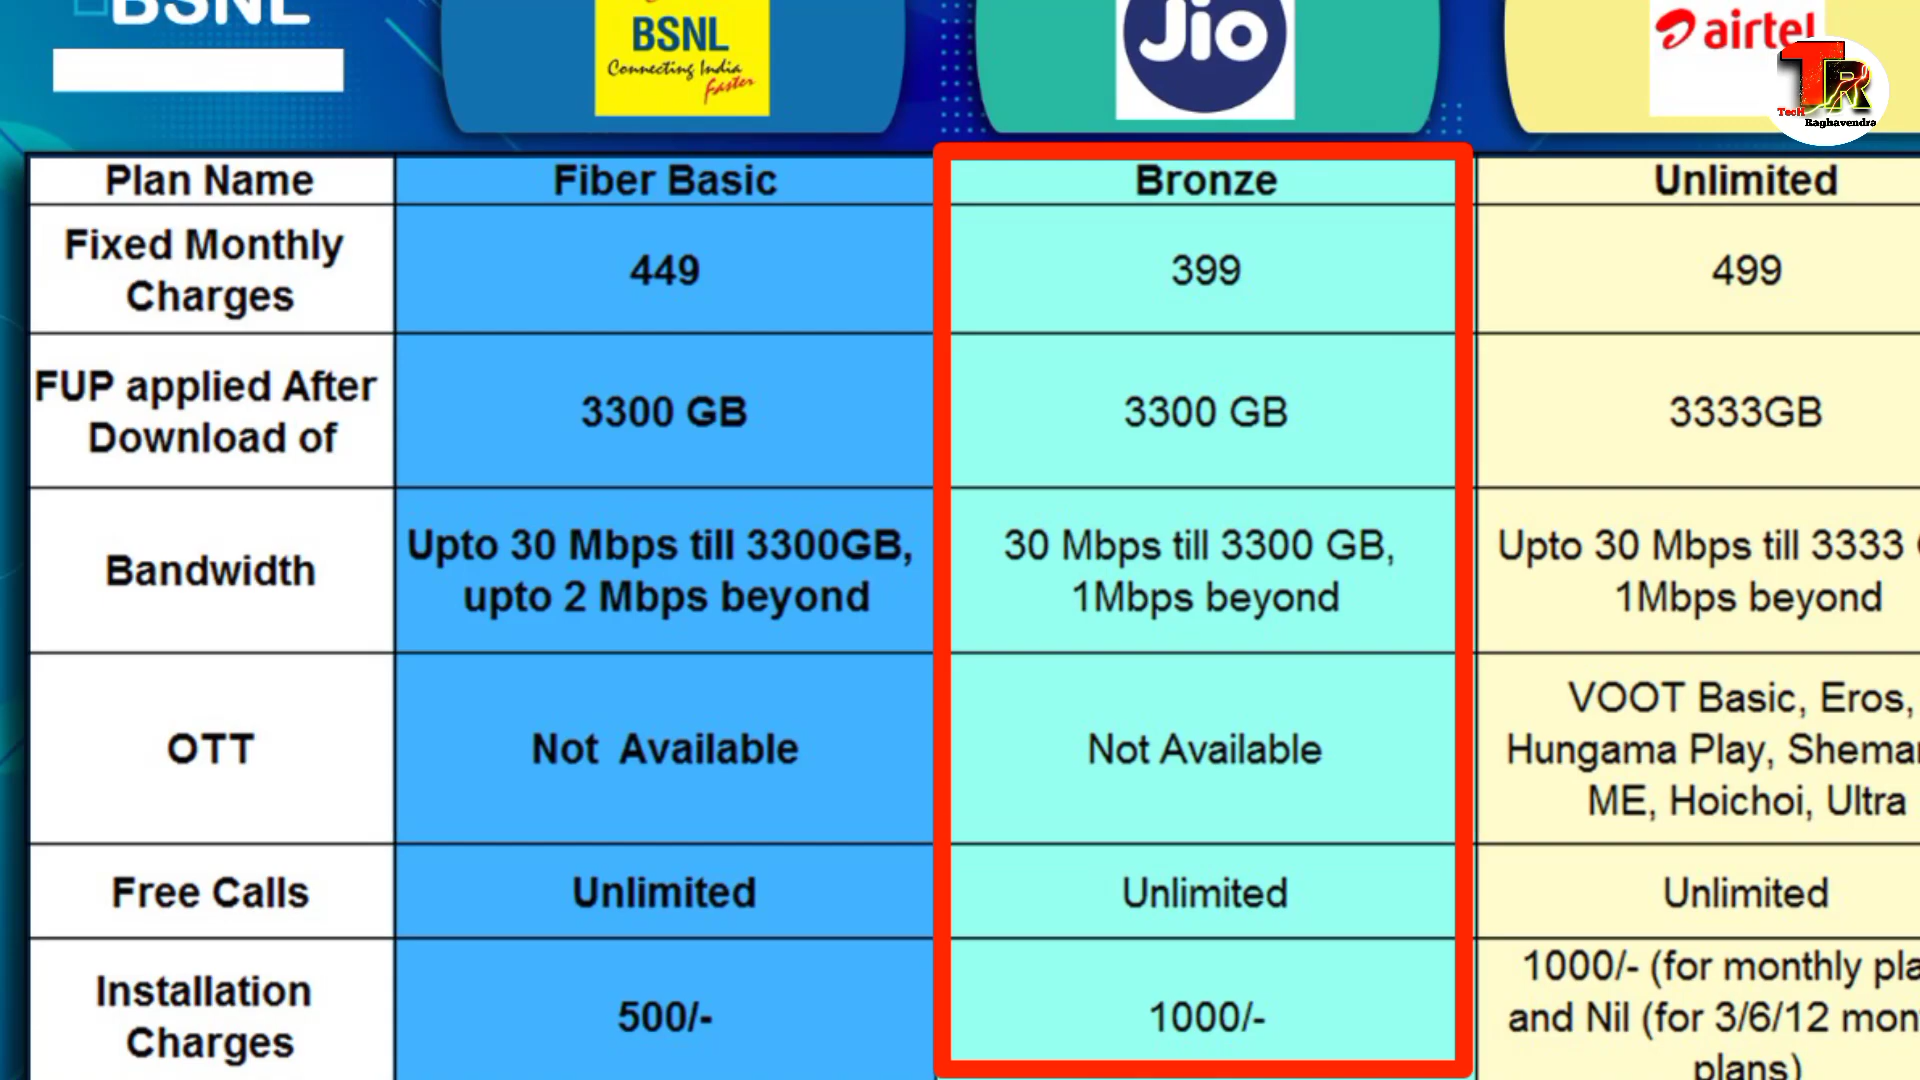 BSNL
BSNL
Connecting India
Faster
Jio
airtel
TR
TecH
Raghavendra
Plan Name
Fiber Basic
Bronze
Unlimited
Fixed Monthly
Charges
449
399
499
FUP applied After
Download of
3300 GB
3300 GB
3333GB
Bandwidth
Upto 30 Mbps till 3300GB,
upto 2 Mbps beyond
30 Mbps till 3300 GB,
1Mbps beyond
Upto 30 Mbps till 3333
1Mbps beyond
OTT
Not Available
Not Available
VOOT Basic, Eros,
Hungama Play,
ME, Hoichoi, Ultra
Free Calls
Unlimited
Unlimited
Unlimited
Installation
Charges
500/-
1000/-
1000/- (for monthly
and Nil (for 3/6/12
plans)